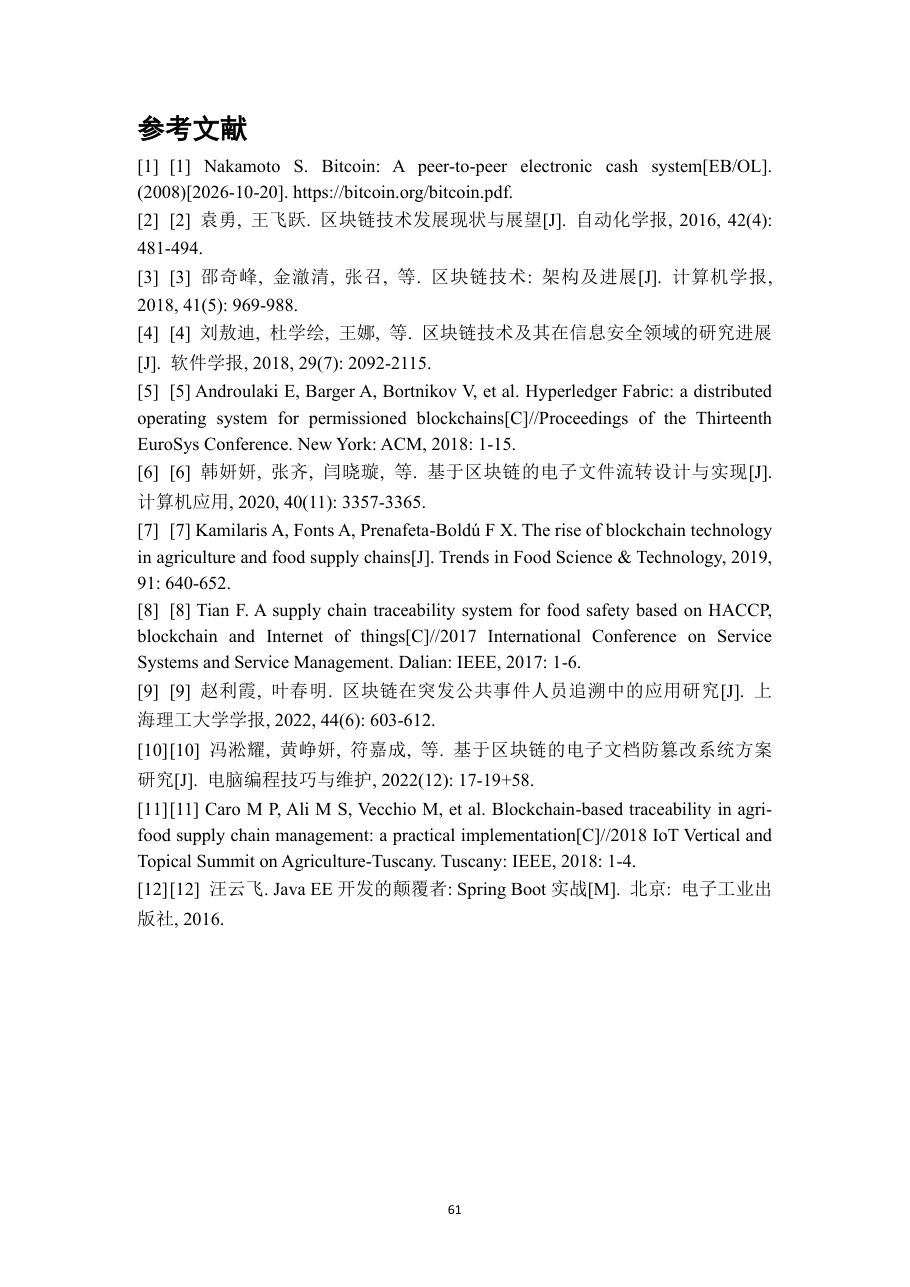 参考文献
[1] [1] Nakamoto S. Bitcoin: A peer-to-peer electronic cash system[EB/OL].
(2008)[2026-10-20]. https://bitcoin.org/bitcoin.pdf.
[2] [2] 袁勇, 王飞跃. 区块链技术发展现状与展望[J]. 自动化学报, 2016, 42(4):
481-494.
[3] [3] 邵奇峰, 金澈清, 张召, 等. 区块链技术: 架构及进展[J]. 计算机学报,
2018, 41(5): 969-988.
[4] [4] 刘敖迪, 杜学绘, 王娜, 等. 区块链技术及其在信息安全领域的研究进展
[J]. 软件学报, 2018, 29(7): 2092-2115.
[5] [5] Androulaki E, Barger A, Bortnikov V, et al. Hyperledger Fabric: a distributed
operating system for permissioned blockchains[C]//Proceedings of the Thirteenth
EuroSys Conference. New York: ACM, 2018: 1-15.
[6] [6] 韩妍妍, 张齐, 闫晓璇, 等. 基于区块链的电子文件流转设计与实现[J].
计算机应用, 2020, 40(11): 3357-3365.
[7] [7] Kamilaris A, Fonts A, Prenafeta-Boldú F X. The rise of blockchain technology
in agriculture and food supply chains[J]. Trends in Food Science & Technology, 2019,
91: 640-652.
[8] [8] Tian F. A supply chain traceability system for food safety based on HACCP,
blockchain and Internet of things[C]//2017 International Conference on Service
Systems and Service Management. Dalian: IEEE, 2017: 1-6.
[9] [9] 赵利霞, 叶春明. 区块链在突发公共事件人员追溯中的应用研究[J]. 上
海理工大学学报, 2022, 44(6): 603-612.
[10][10] 冯淞耀, 黄峥妍, 符嘉成, 等. 基于区块链的电子文档防篡改系统方案
研究[J]. 电脑编程技巧与维护, 2022(12): 17-19+58.
[11][11] Caro M P, Ali M S, Vecchio M, et al. Blockchain-based traceability in agri-
food supply chain management: a practical implementation[C]//2018 IoT Vertical and
Topical Summit on Agriculture-Tuscany. Tuscany: IEEE, 2018: 1-4.
[12][12] 汪云飞. Java EE 开发的颠覆者: Spring Boot 实战[M]. 北京: 电子工业出
版社, 2016.
61